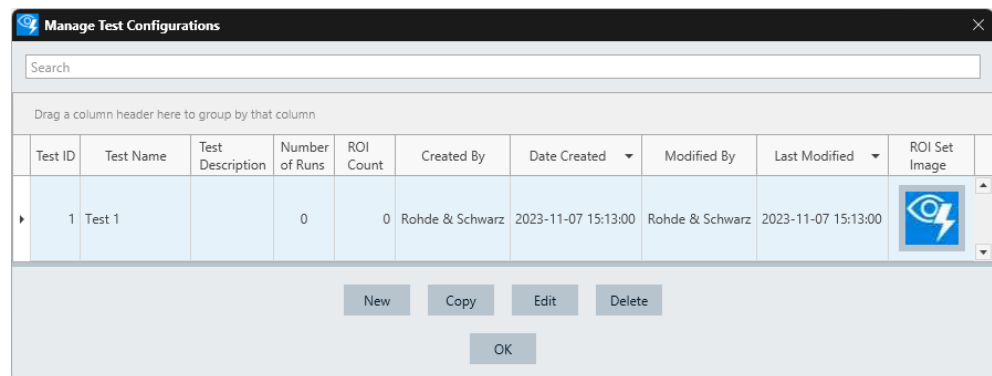 Manage Test Configurations
Search
Drag a column header here to group by that column
Test ID Test Name Test Description Number of Runs ROI Count Created By Date Created Modified By Last Modified ROI Set Image
1 Test 1 0 0 Rohde & Schwarz 2023-11-07 15:13:00 Rohde & Schwarz 2023-11-07 15:13:00
New Copy Edit Delete
OK